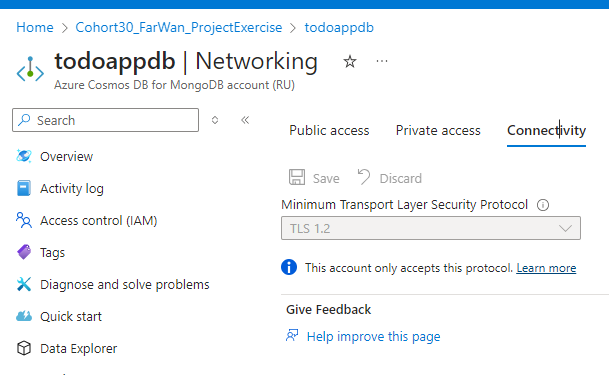 Home > Cohort30_FarWan_ProjectExercise > todoappdb
todoappdb | Networking ☆ ...
Azure Cosmos DB for MongoDB account (RU)
Search
Overview
Activity log
Access control (IAM)
Tags
Diagnose and solve problems
Quick start
Data Explorer
Public access Private access Connectivity
Save Discard
Minimum Transport Layer Security Protocol
TLS 1.2
This account only accepts this protocol. Learn more
Give Feedback
Help improve this page